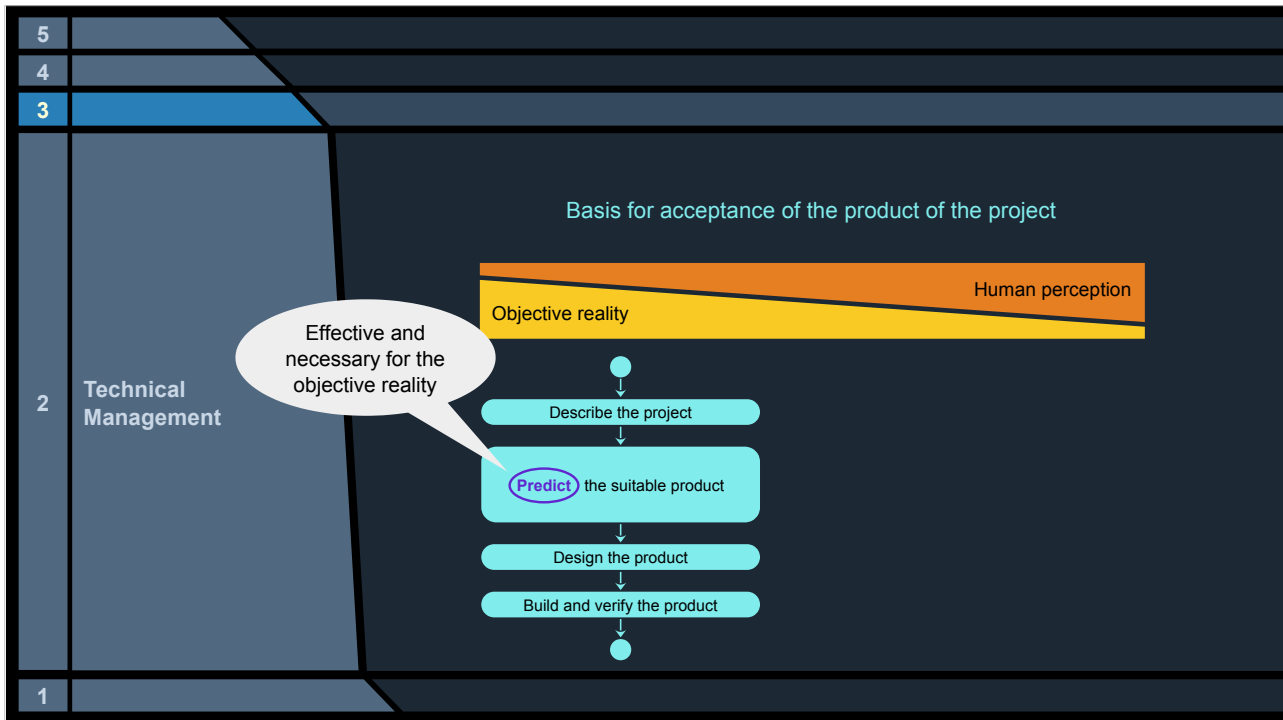 5
4
3
Basis for acceptance of the product of the project
Human perception
Objective reality
Effective and
necessary for the
objective reality
2
Technical
Management
Describe the project
Predict the suitable product
Design the product
Build and verify the product
1